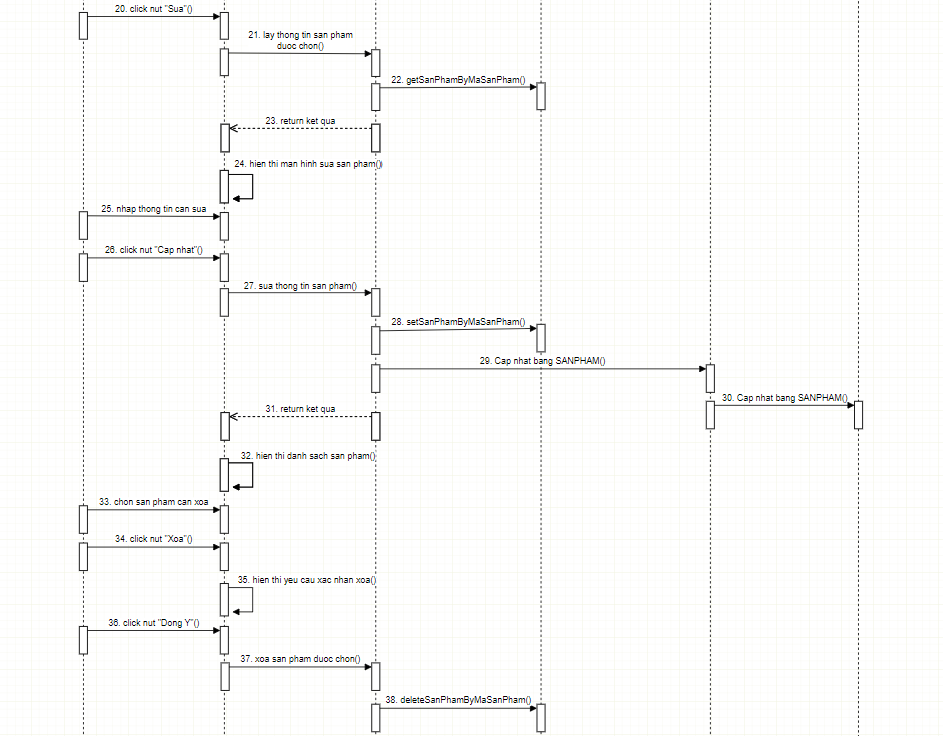 20. click nut "Sua"()
21. lay thong tin san pham
duoc chon()
22. getSanPhamByMaSanPham()
23. return ket qua
24. hien thi man hinh sua san pham()
25. nhap thong tin can sua
26. click nut "Cap nhat"()
27. sua thong tin san pham()
28. setSanPhamByMaSanPham()
29. Cap nhat bang SANPHAM()
30. Cap nhat bang SANPHAM()
31. return ket qua
32. hien thi danh sach san pham()
33. chon san pham can xoa
34. click nut "Xoa"()
35. hien thi yeu cau xac nhan xoa()
36. click nut "Dong Y"()
37. xoa san pham duoc chon()
38. deleteSanPhamByMaSanPham()